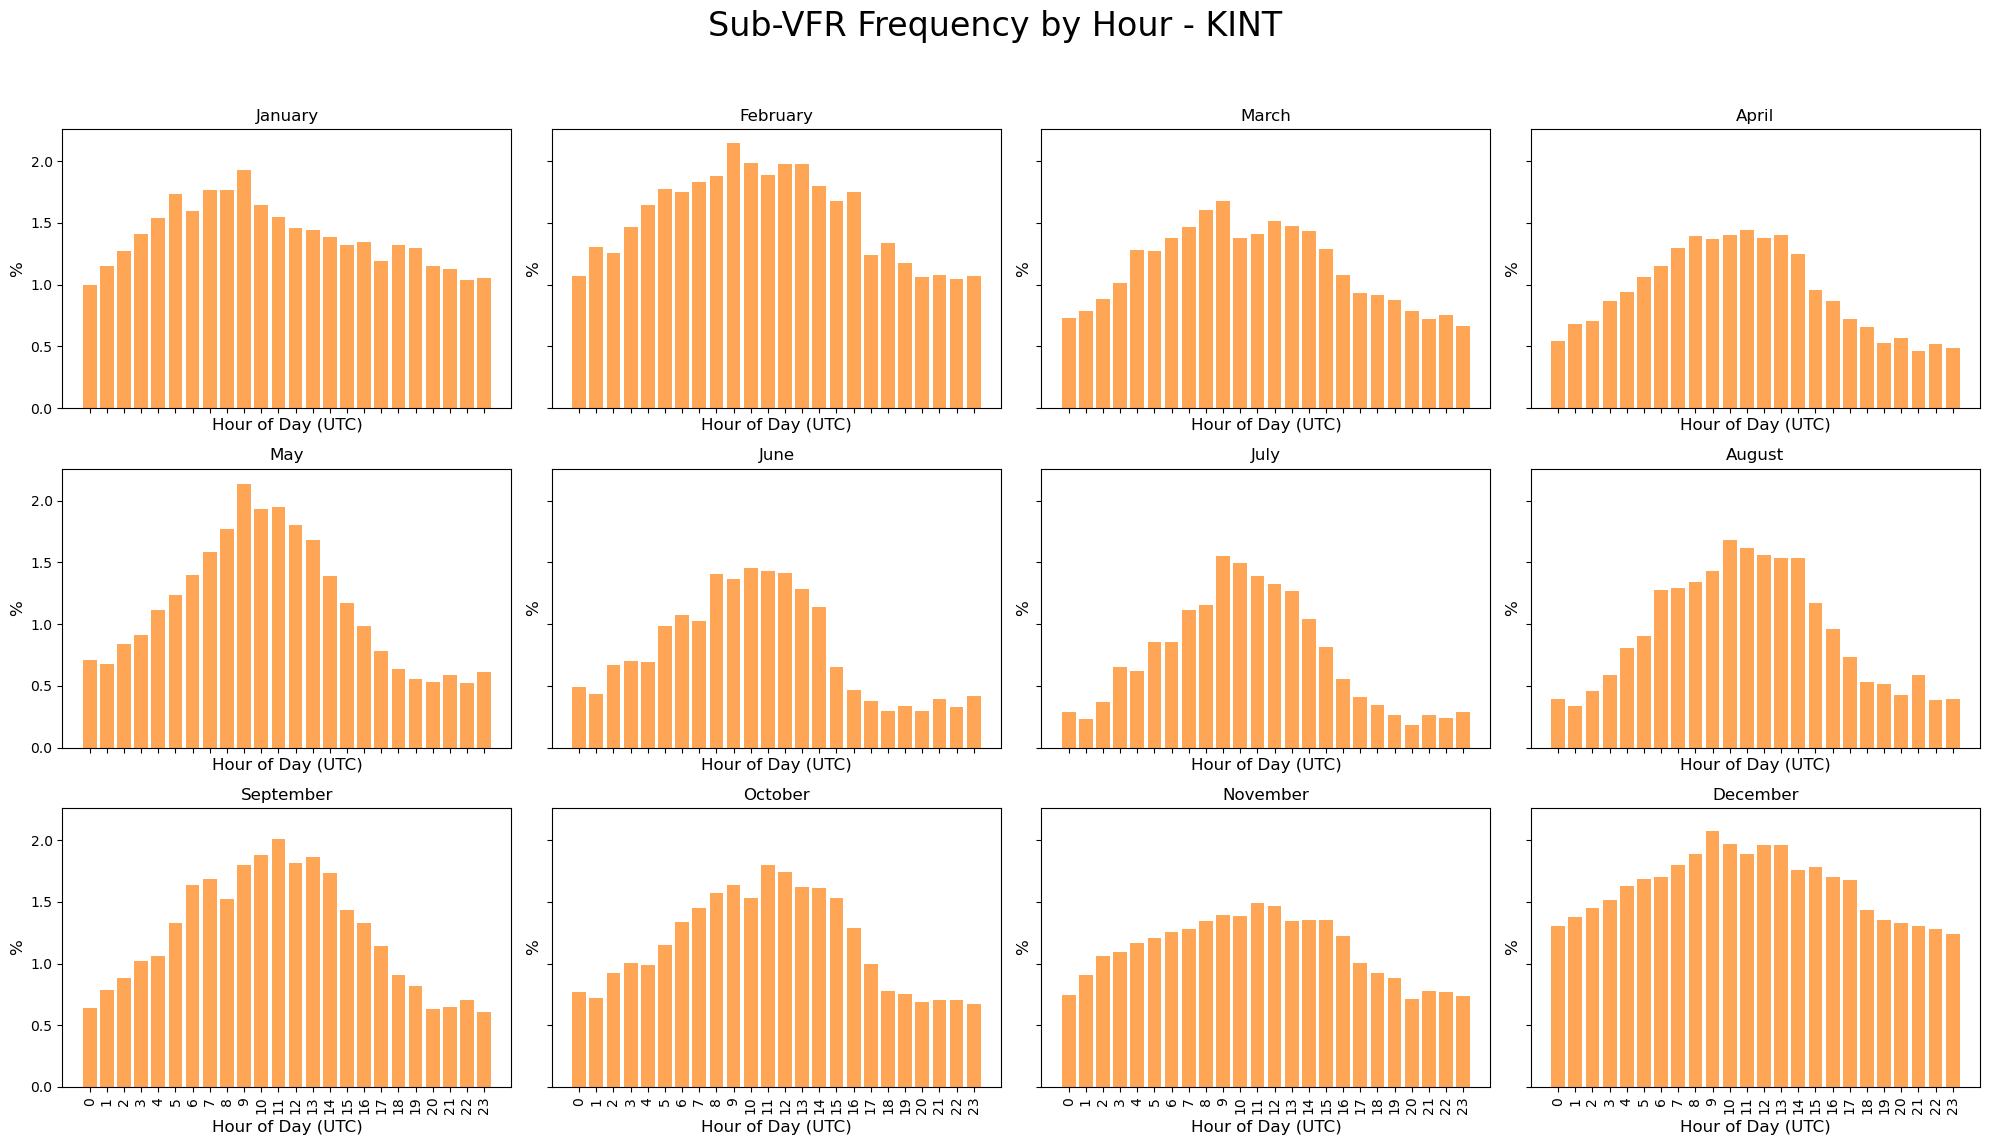 Sub-VFR Frequency by Hour - KINT
January
February
March
April
2.0
1.5
1.0
0.5
0.0
%
%
%
%
Hour of Day (UTC)
Hour of Day (UTC)
Hour of Day (UTC)
Hour of Day (UTC)
May
June
July
August
2.0
1.5
1.0
0.5
0.0
%
%
%
%
Hour of Day (UTC)
Hour of Day (UTC)
Hour of Day (UTC)
Hour of Day (UTC)
September
October
November
December
2.0
1.5
1.0
0.5
0.0
%
%
%
%
0 1 2 3 4 5 6 7 8 9 10 11 12 13 14 15 16 17 18 19 20 21 22 23
0 1 2 3 4 5 6 7 8 9 10 11 12 13 14 15 16 17 18 19 20 21 22 23
0 1 2 3 4 5 6 7 8 9 10 11 12 13 14 15 16 17 18 19 20 21 22 23
0 1 2 3 4 5 6 7 8 9 10 11 12 13 14 15 16 17 18 19 20 21 22 23
Hour of Day (UTC)
Hour of Day (UTC)
Hour of Day (UTC)
Hour of Day (UTC)